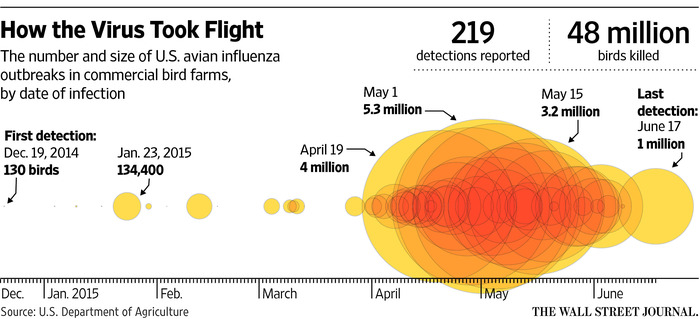 How the Virus Took Flight
The number and size of U.S. avian influenza
outbreaks in commercial bird farms,
by date of infection
219
detections reported
48 million
birds killed
First detection:
Dec. 19, 2014
130 birds
Jan. 23, 2015
134,400
April 19
4 million
May 1
5.3 million
May 15
3.2 million
Last
detection:
June 17
1 million
Dec. Jan. 2015 Feb. March April May June
Source: U.S. Department of Agriculture
THE WALL STREET JOURNAL.